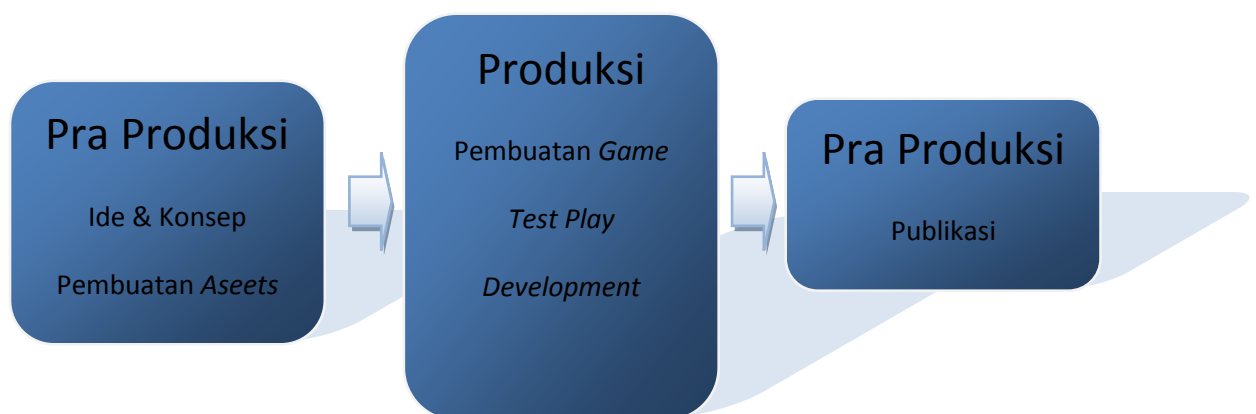 Pra Produksi
Ide & Konsep
Pembuatan Aseets
Produksi
Pembuatan Game
Test Play
Development
Pra Produksi
Publikasi